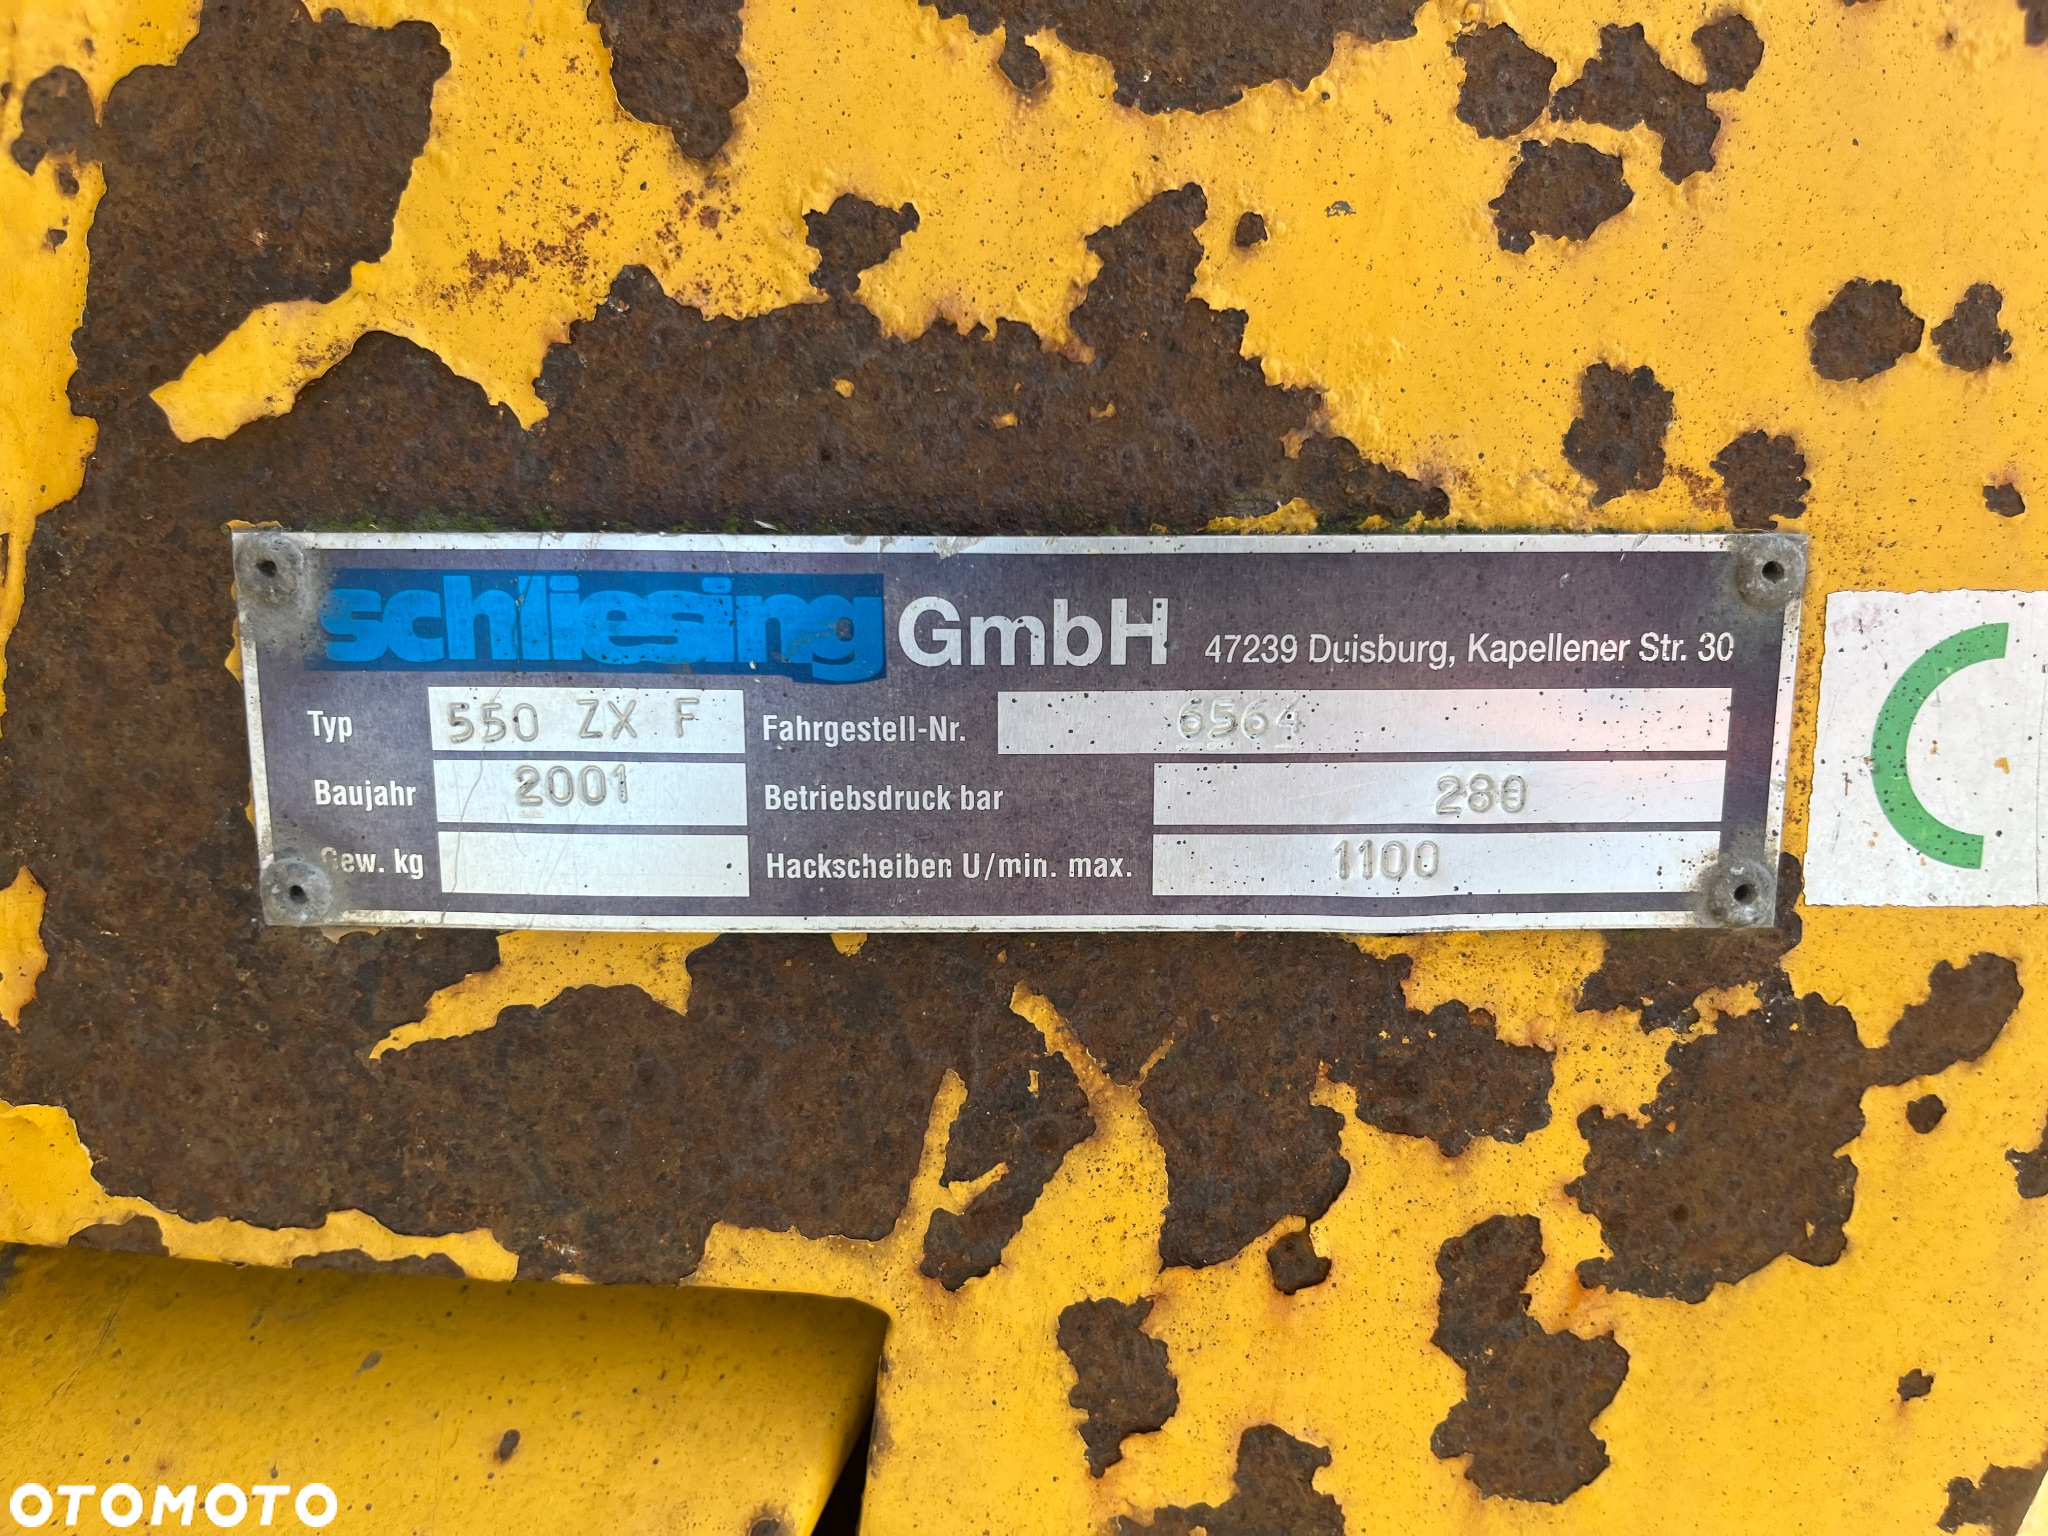 schliesing GmbH 47239 Duisburg, Kapellener Str. 30
Typ 550 ZX F Fahrgestell-Nr. 6564
Baujahr 2001 Betriebsdruck bar 280
Gew. kg Hackscheiben U/min. max. 1100
OTOMOTO